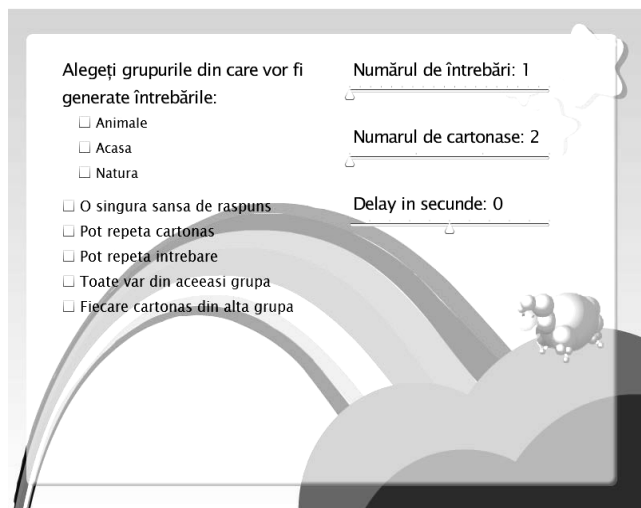 Alegeți grupurile din care vor fi
generate întrebările:
Animale
Acasa
Natura
O singura sansa de raspuns
Pot repeta cartonas
Pot repeta intrebare
Toate var din aceeasi grupa
Fiecare cartonas din alta grupa
Numărul de întrebări: 1
Numarul de cartonase: 2
Delay in secunde: 0